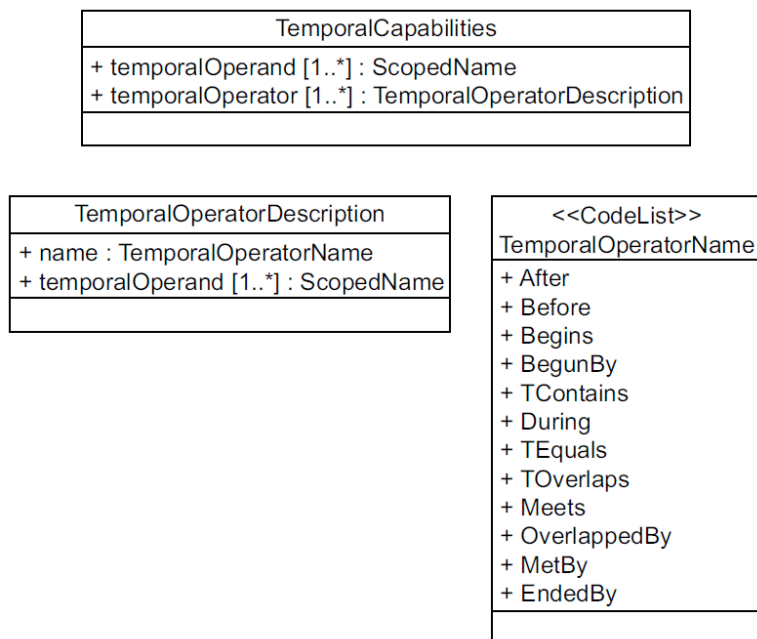 TemporalCapabilities
+ temporalOperand [1..*] : ScopedName
+ temporalOperator [1..*] : TemporalOperatorDescription
TemporalOperatorDescription
+ name : TemporalOperatorName
+ temporalOperand [1..*] : ScopedName
<<CodeList>>
TemporalOperatorName
+ After
+ Before
+ Begins
+ BegunBy
+ TContains
+ During
+ TEquals
+ TOverlaps
+ Meets
+ OverlappedBy
+ MetBy
+ EndedBy